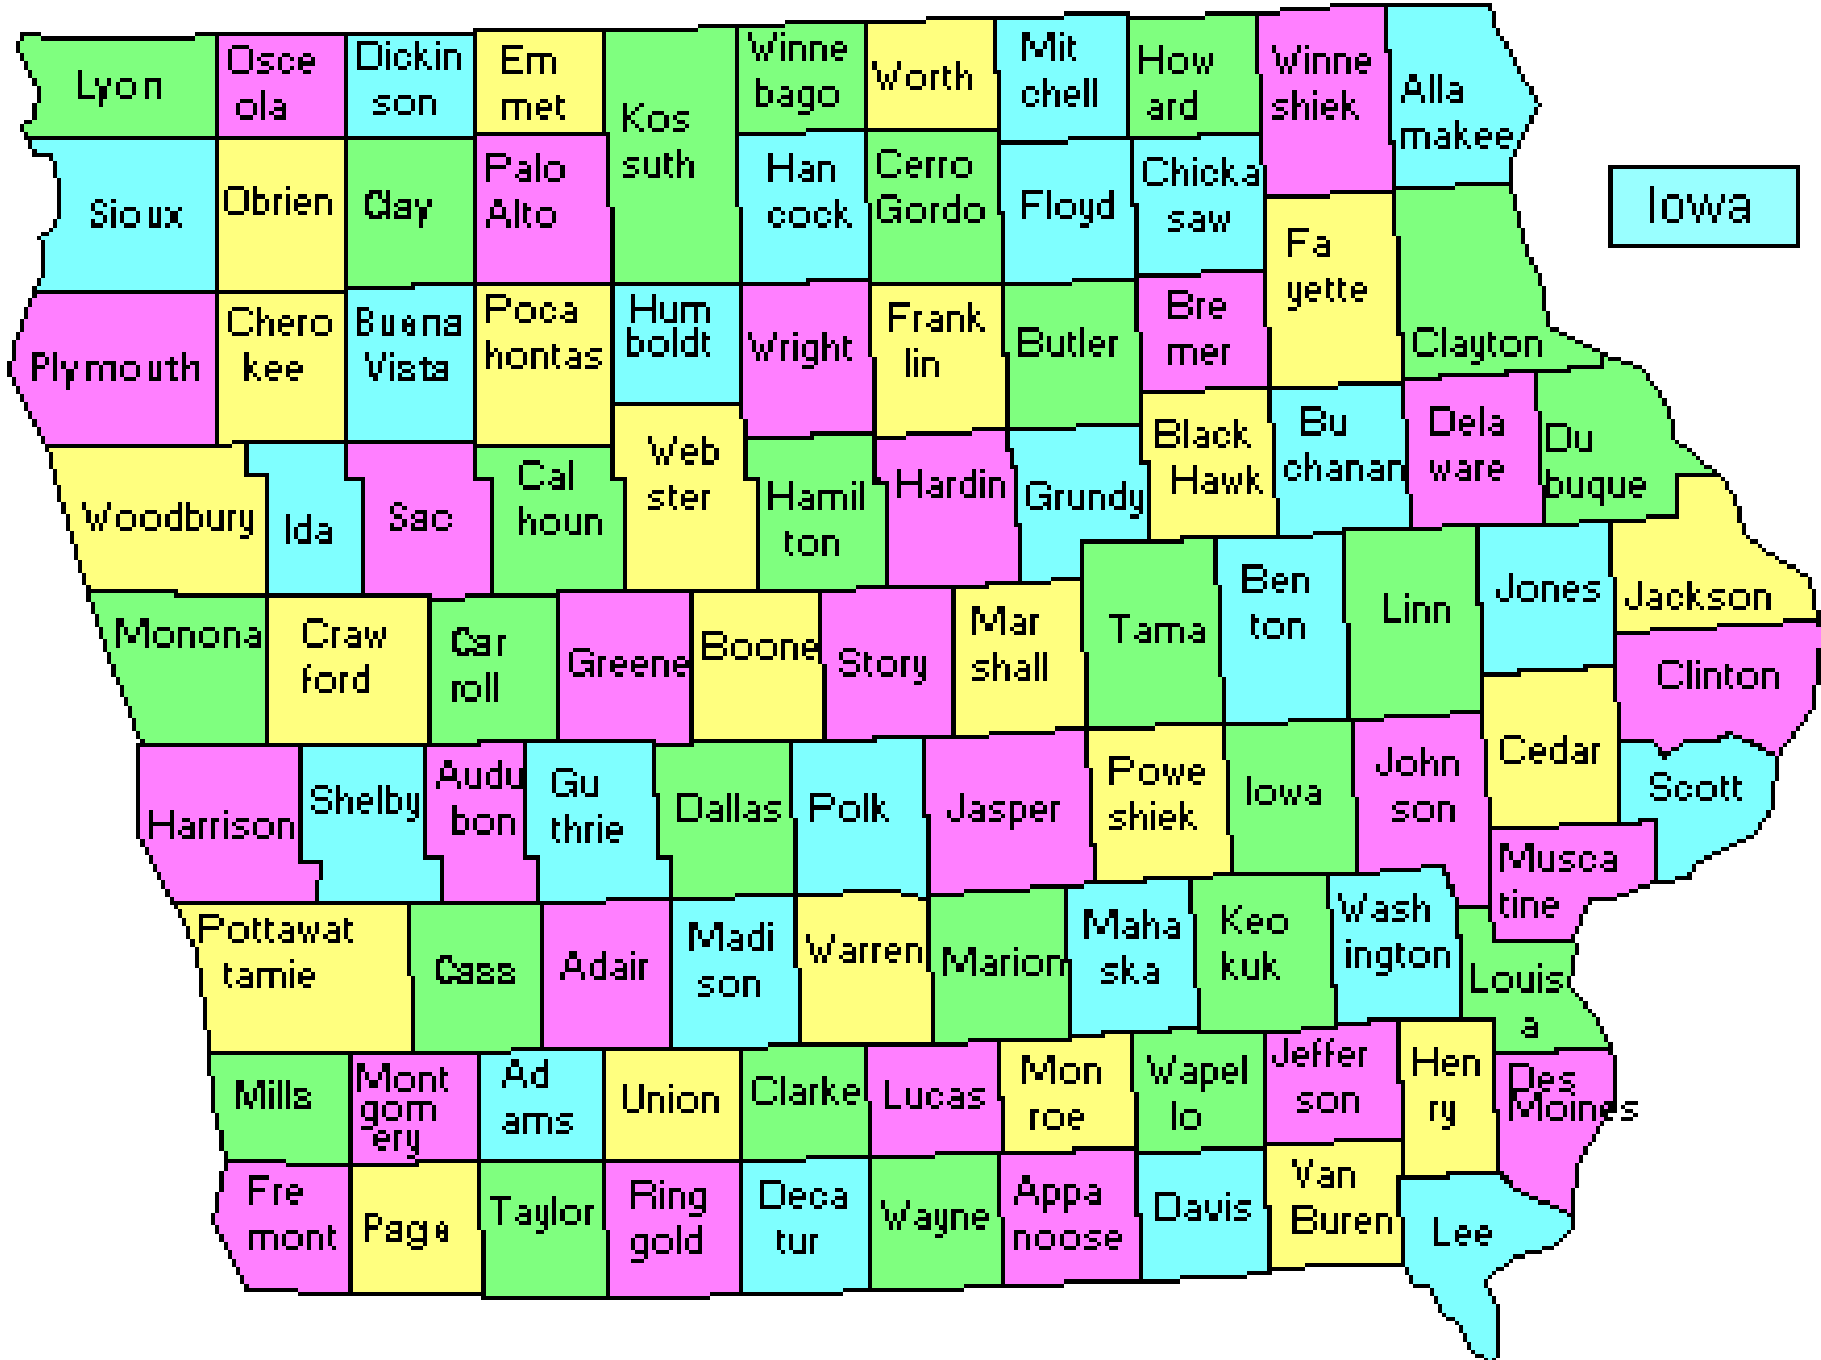 Lyon
Osce
ola
Dickin
son
Em
met
Kos
suth
Winne
bago
Worth
Mit
chell
How
ard
Winne
shiek
Alla
makee
Iowa
Sioux
Obrien
Clay
Palo
Alto
Han
cock
Cerro
Gordo
Floyd
Chicka
saw
Fa
yette
Clayton
Plymouth
Chero
kee
Buena
Vista
Poca
hontas
Hum
boldt
Wright
Frank
lin
Butler
Bre
mer
Woodbury
Ida
Sac
Cal
houn
Web
ster
Hamil
ton
Hardin
Grundy
Black
Hawk
Bu
chanan
Dela
ware
Du
buque
Monona
Craw
ford
Car
roll
Greene
Boone
Story
Mar
shall
Tama
Ben
ton
Linn
Jones
Jackson
Clinton
Harrison
Shelby
Audu
bon
Gu
thrie
Dallas
Polk
Jasper
Powe
shiek
Iowa
John
son
Cedar
Scott
Musca
tine
Pottawat
tamie
Cass
Adair
Madi
son
Warren
Marion
Maha
ska
Keo
kuk
Wash
ington
Louis
a
Mills
Mont
gom
ery
Ad
ams
Union
Clarke
Lucas
Mon
roe
Wapel
lo
Jeffer
son
Hen
ry
Des
Moines
Fre
mont
Page
Taylor
Ring
gold
Deca
tur
Wayne
Appa
noose
Davis
Van
Buren
Lee